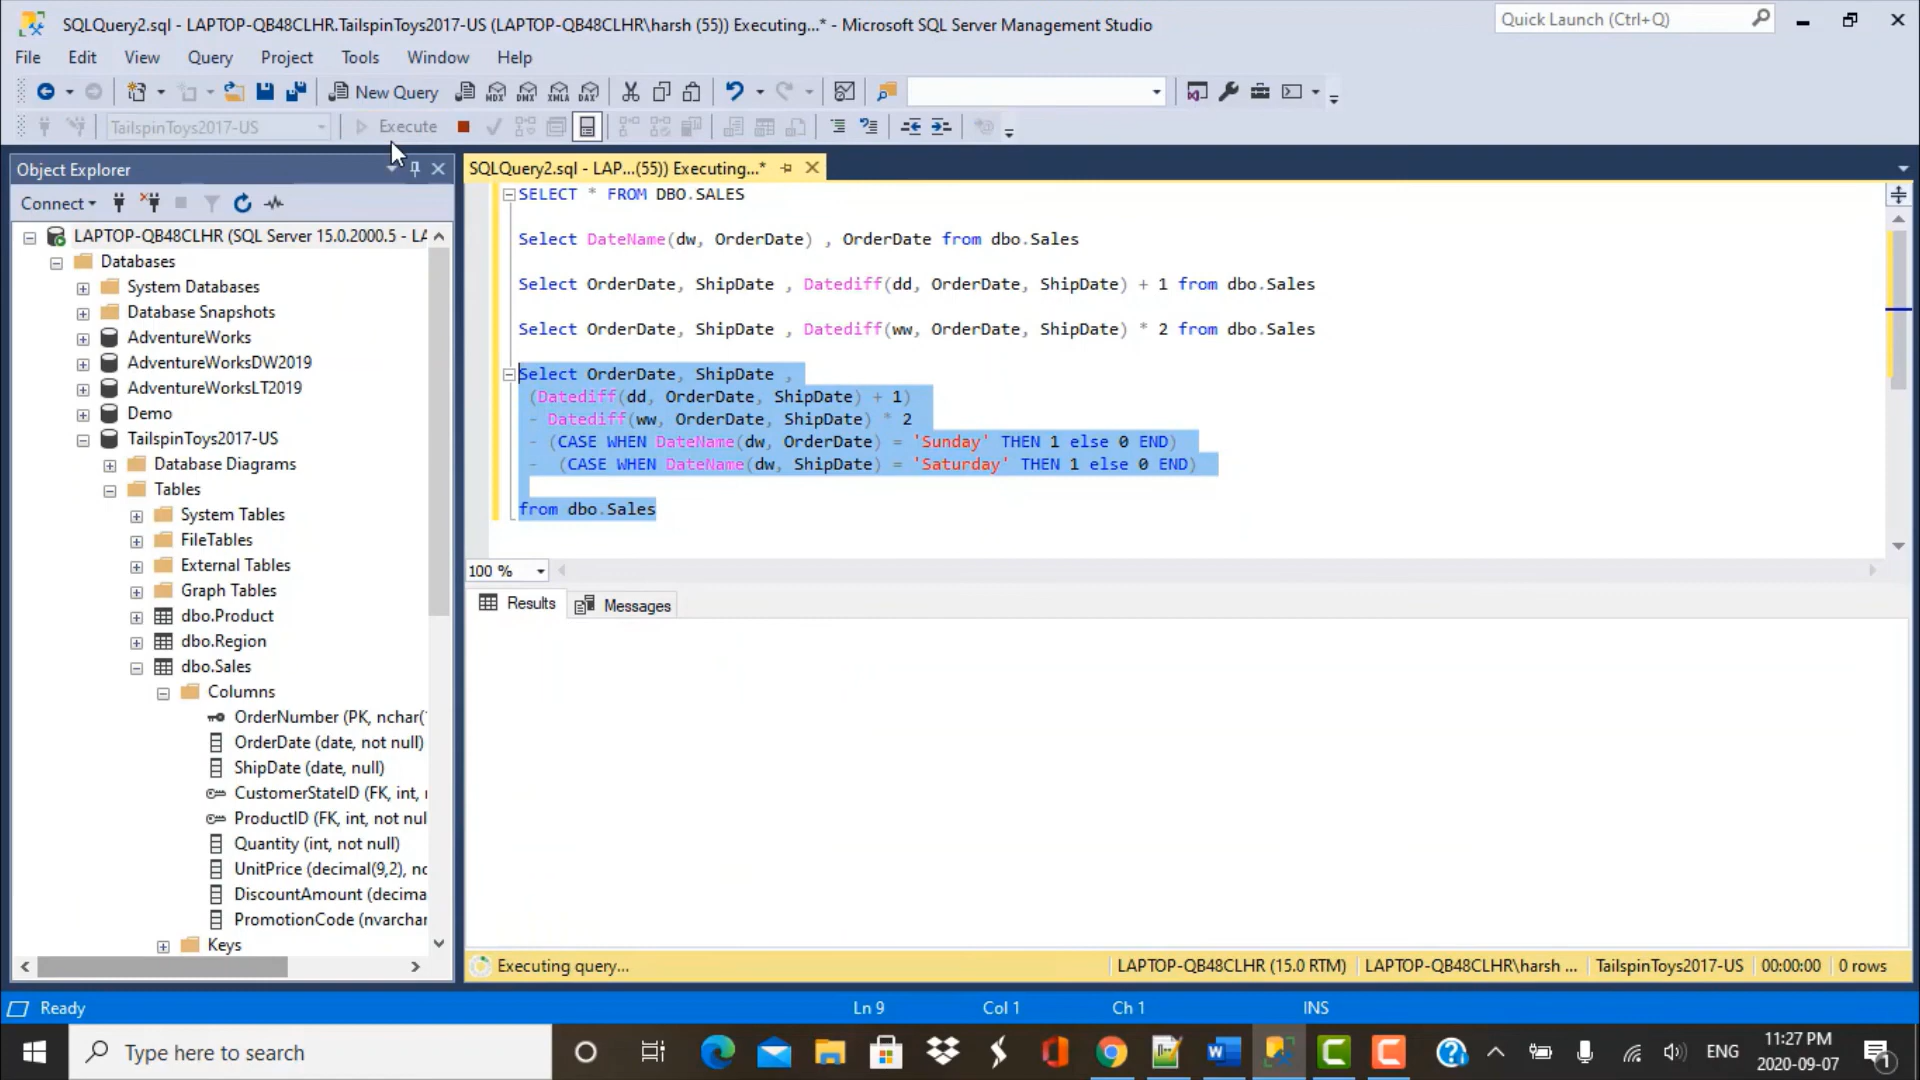 SQLQuery2.sql - LAPTOP-QB48CLHR.TailspinToys2017-US (LAPTOP-QB48CLHR\harsh (55)) Executing...* - Microsoft SQL Server Management Studio
Quick Launch (Ctrl+Q)
File Edit View Query Project Tools Window Help
New Query
MDX DMX XMLA DAX
TailspinToys2017-US
Execute
Object Explorer
SQLQuery2.sql - LAP...(55)) Executing...*
Connect
LAPTOP-QB48CLHR (SQL Server 15.0.2000.5 - LA
Databases
System Databases
Database Snapshots
AdventureWorks
AdventureWorksDW2019
AdventureWorksLT2019
Demo
TailspinToys2017-US
Database Diagrams
Tables
System Tables
FileTables
External Tables
Graph Tables
dbo.Product
dbo.Region
dbo.Sales
Columns
OrderNumber (PK, nchar(
OrderDate (date, not null)
ShipDate (date, null)
CustomerStateID (FK, int,
ProductID (FK, int, not nul
Quantity (int, not null)
UnitPrice (decimal(9,2), nc
DiscountAmount (decima
PromotionCode (nvarchar
Keys
SELECT * FROM DBO.SALES
Select DateName(dw, OrderDate) , OrderDate from dbo.Sales
Select OrderDate, ShipDate , Datediff(dd, OrderDate, ShipDate) + 1 from dbo.Sales
Select OrderDate, ShipDate , Datediff(ww, OrderDate, ShipDate) * 2 from dbo.Sales
Select OrderDate, ShipDate ,
(Datediff(dd, OrderDate, ShipDate) + 1)
- Datediff(ww, OrderDate, ShipDate) * 2
- (CASE WHEN DateName(dw, OrderDate) = 'Sunday' THEN 1 else 0 END)
- (CASE WHEN DateName(dw, ShipDate) = 'Saturday' THEN 1 else 0 END)
from dbo.Sales
100 %
Results Messages
Executing query...
LAPTOP-QB48CLHR (15.0 RTM) LAPTOP-QB48CLHR\harsh ... TailspinToys2017-US 00:00:00 0 rows
Ready Ln 9 Col 1 Ch 1 INS
Type here to search
ENG
11:27 PM
2020-09-07
1